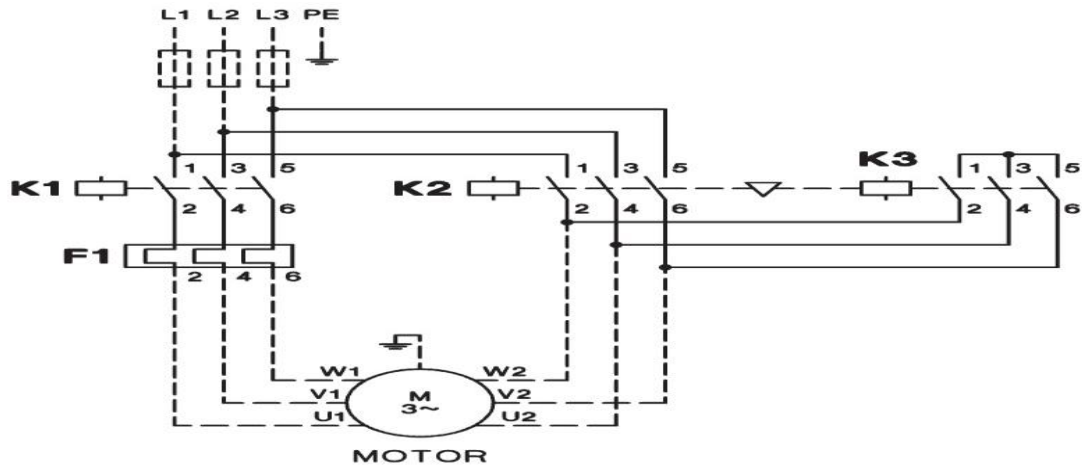 L1 L2 L3 PE
1 3 5 1 3 5 1 3 5
K1 K2 K3
2 4 6 2 4 6 2 4 6
F1
2 4 6
W1 W2
M
V1 V2
3~
U1 U2
MOTOR